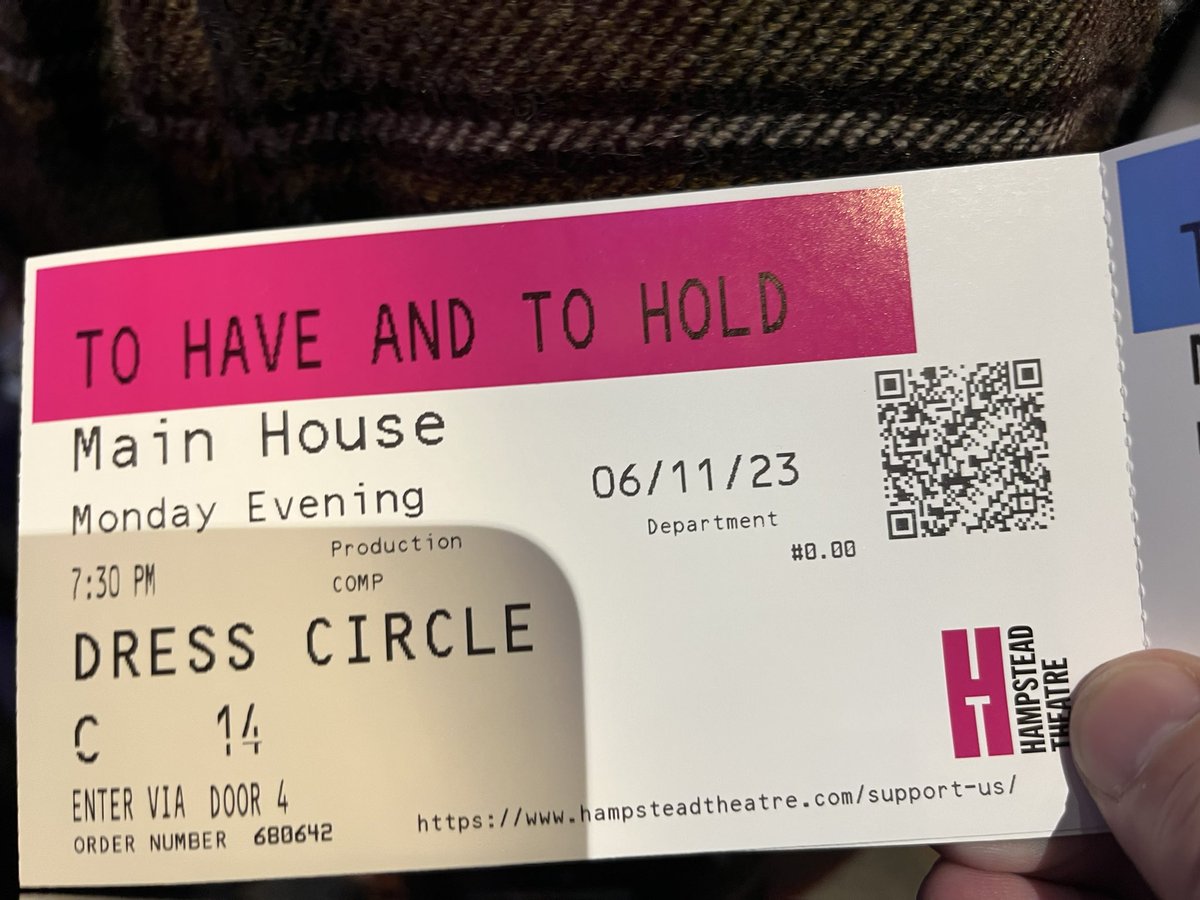 TO HAVE AND TO HOLD
Main House
Monday Evening
06/11/23
Production
Department
7:30 PM
COMP
#0.00
DRESS CIRCLE
C 14
ENTER VIA DOOR 4
ORDER NUMBER 680642
https://www.hampsteadtheatre.com/support-us/
HT
HAMPSTEAD
THEATRE